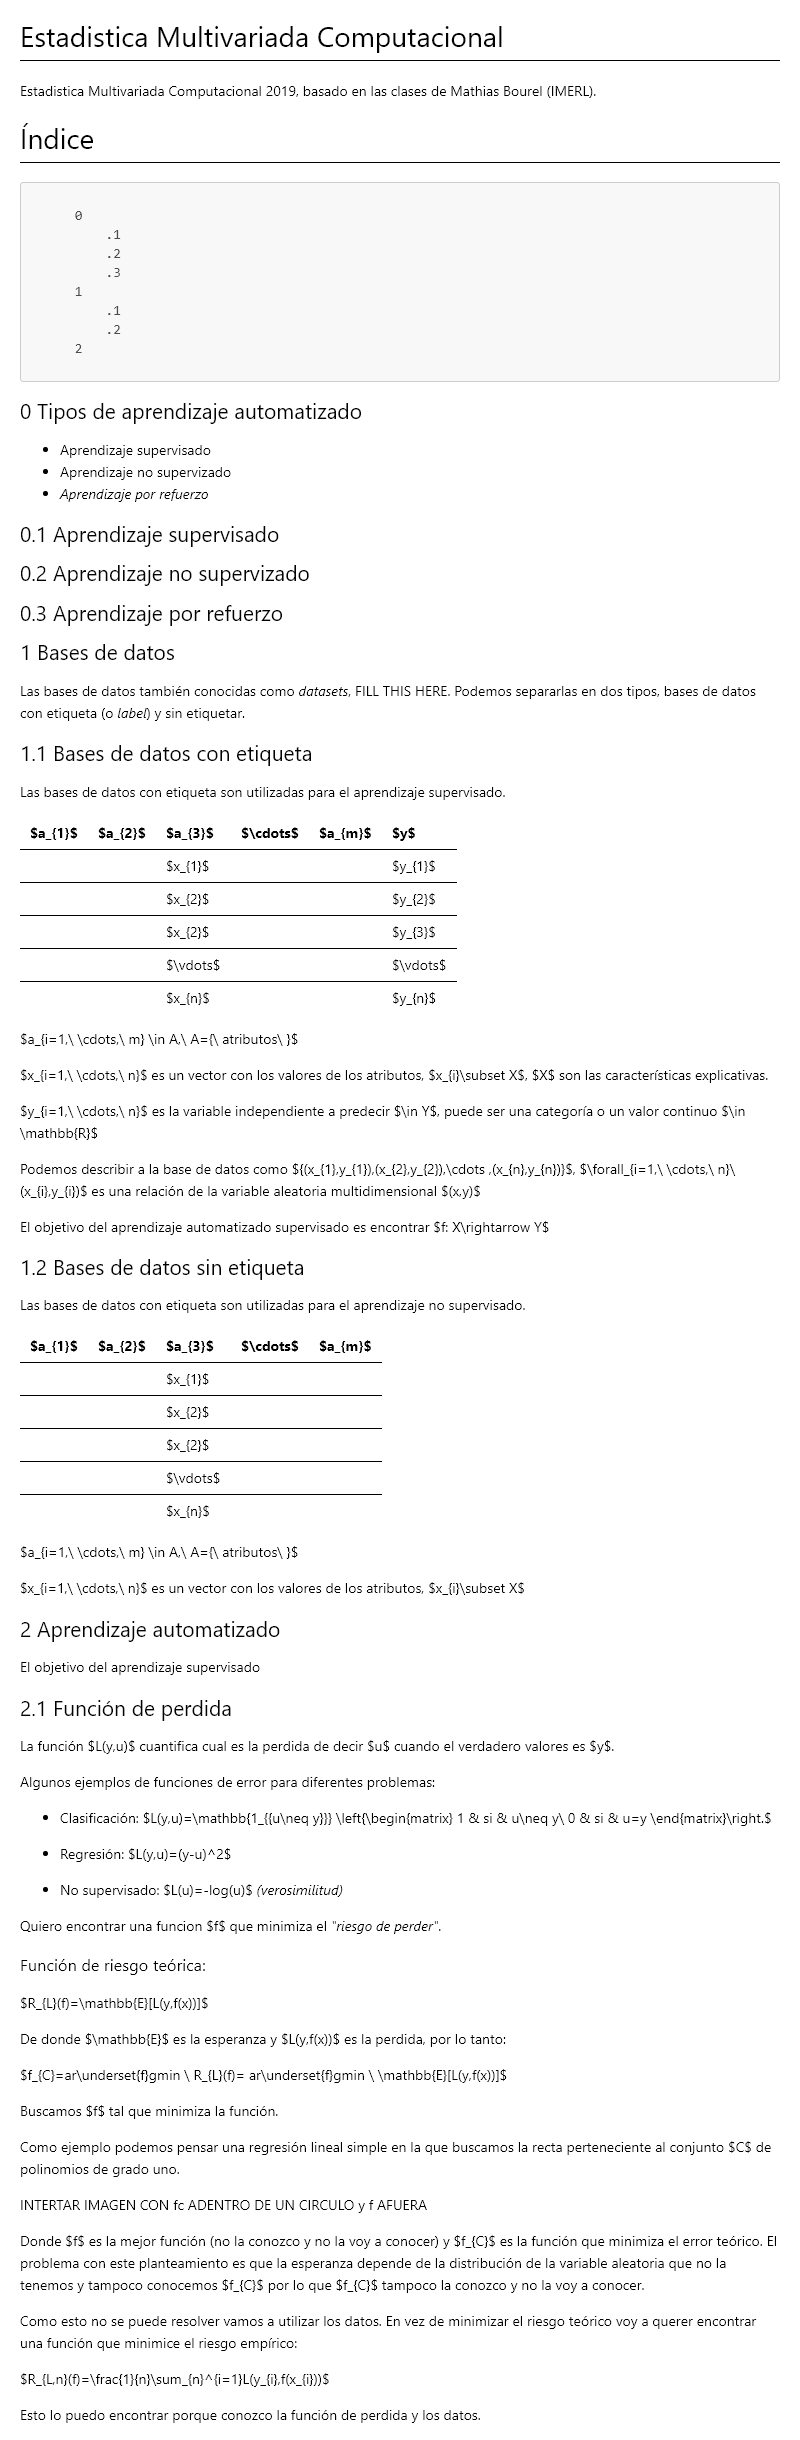 Estadistica Multivariada Computacional
Estadistica Multivariada Computacional 2019, basado en las clases de Mathias Bourel (IMERL).
Índice
0
.1
.2
.3
1
.1
.2
2
0 Tipos de aprendizaje automatizado
• Aprendizaje supervisado
• Aprendizaje no supervizado
• Aprendizaje por refuerzo
0.1 Aprendizaje supervisado
0.2 Aprendizaje no supervizado
0.3 Aprendizaje por refuerzo
1 Bases de datos
Las bases de datos también conocidas como datasets, FILL THIS HERE. Podemos separarlas en dos tipos, bases de datos
con etiqueta (o label) y sin etiquetar.
1.1 Bases de datos con etiqueta
Las bases de datos con etiqueta son utilizadas para el aprendizaje supervisado.
$a_{1}$ $a_{2}$ $a_{3}$ $\cdots$ $a_{m}$ $y$
$x_{1}$ $y_{1}$
$x_{2}$ $y_{2}$
$x_{2}$ $y_{3}$
$\vdots$ $\vdots$
$x_{n}$ $y_{n}$
$a_{i=1,\ \cdots,\ m} \in A,\ A={\ atributos\ }$
$x_{i=1,\ \cdots,\ n}$ es un vector con los valores de los atributos, $x_{i}\subset X$, $X$ son las características explicativas.
$y_{i=1,\ \cdots,\ n}$ es la variable independiente a predecir $\in Y$, puede ser una categoría o un valor continuo $\in
\mathbb{R}$
Podemos describir a la base de datos como ${(x_{1},y_{1}),(x_{2},y_{2}),\cdots ,(x_{n},y_{n})}$, $\forall_{i=1,\ \cdots,\ n}\
(x_{i},y_{i})$ es una relación de la variable aleatoria multidimensional $(x,y)$
El objetivo del aprendizaje automatizado supervisado es encontrar $f: X\rightarrow Y$
1.2 Bases de datos sin etiqueta
Las bases de datos con etiqueta son utilizadas para el aprendizaje no supervisado.
$a_{1}$ $a_{2}$ $a_{3}$ $\cdots$ $a_{m}$
$x_{1}$
$x_{2}$
$x_{2}$
$\vdots$
$x_{n}$
$a_{i=1,\ \cdots,\ m} \in A,\ A={\ atributos\ }$
$x_{i=1,\ \cdots,\ n}$ es un vector con los valores de los atributos, $x_{i}\subset X$
2 Aprendizaje automatizado
El objetivo del aprendizaje supervisado
2.1 Función de perdida
La función $L(y,u)$ cuantifica cual es la perdida de decir $u$ cuando el verdadero valores es $y$.
Algunos ejemplos de funciones de error para diferentes problemas:
• Clasificación: $L(y,u)=\mathbb{1_{{u\neq y}}} \left{\begin{matrix} 1 & si & u\neq y\ 0 & si & u=y \end{matrix}\right.$
• Regresión: $L(y,u)=(y-u)^2$
• No supervisado: $L(u)=-log(u)$ (verosimilitud)
Quiero encontrar una funcion $f$ que minimiza el "riesgo de perder".
Función de riesgo teórica:
$R_{L}(f)=\mathbb{E}[L(y,f(x))]$
De donde $\mathbb{E}$ es la esperanza y $L(y,f(x))$ es la perdida, por lo tanto:
$f_{C}=ar\underset{f}gmin \ R_{L}(f)= ar\underset{f}gmin \ \mathbb{E}[L(y,f(x))]$
Buscamos $f$ tal que minimiza la función.
Como ejemplo podemos pensar una regresión lineal simple en la que buscamos la recta perteneciente al conjunto $C$ de
polinomios de grado uno.
INTERTAR IMAGEN CON fc ADENTRO DE UN CIRCULO y f AFUERA
Donde $f$ es la mejor función (no la conozco y no la voy a conocer) y $f_{C}$ es la función que minimiza el error teórico. El
problema con este planteamiento es que la esperanza depende de la distribución de la variable aleatoria que no la
tenemos y tampoco conocemos $f_{C}$ por lo que $f_{C}$ tampoco la conozco y no la voy a conocer.
Como esto no se puede resolver vamos a utilizar los datos. En vez de minimizar el riesgo teórico voy a querer encontrar
una función que minimice el riesgo empírico:
$R_{L,n}(f)=\frac{1}{n}\sum_{n}^{i=1}L(y_{i},f(x_{i}))$
Esto lo puedo encontrar porque conozco la función de perdida y los datos.